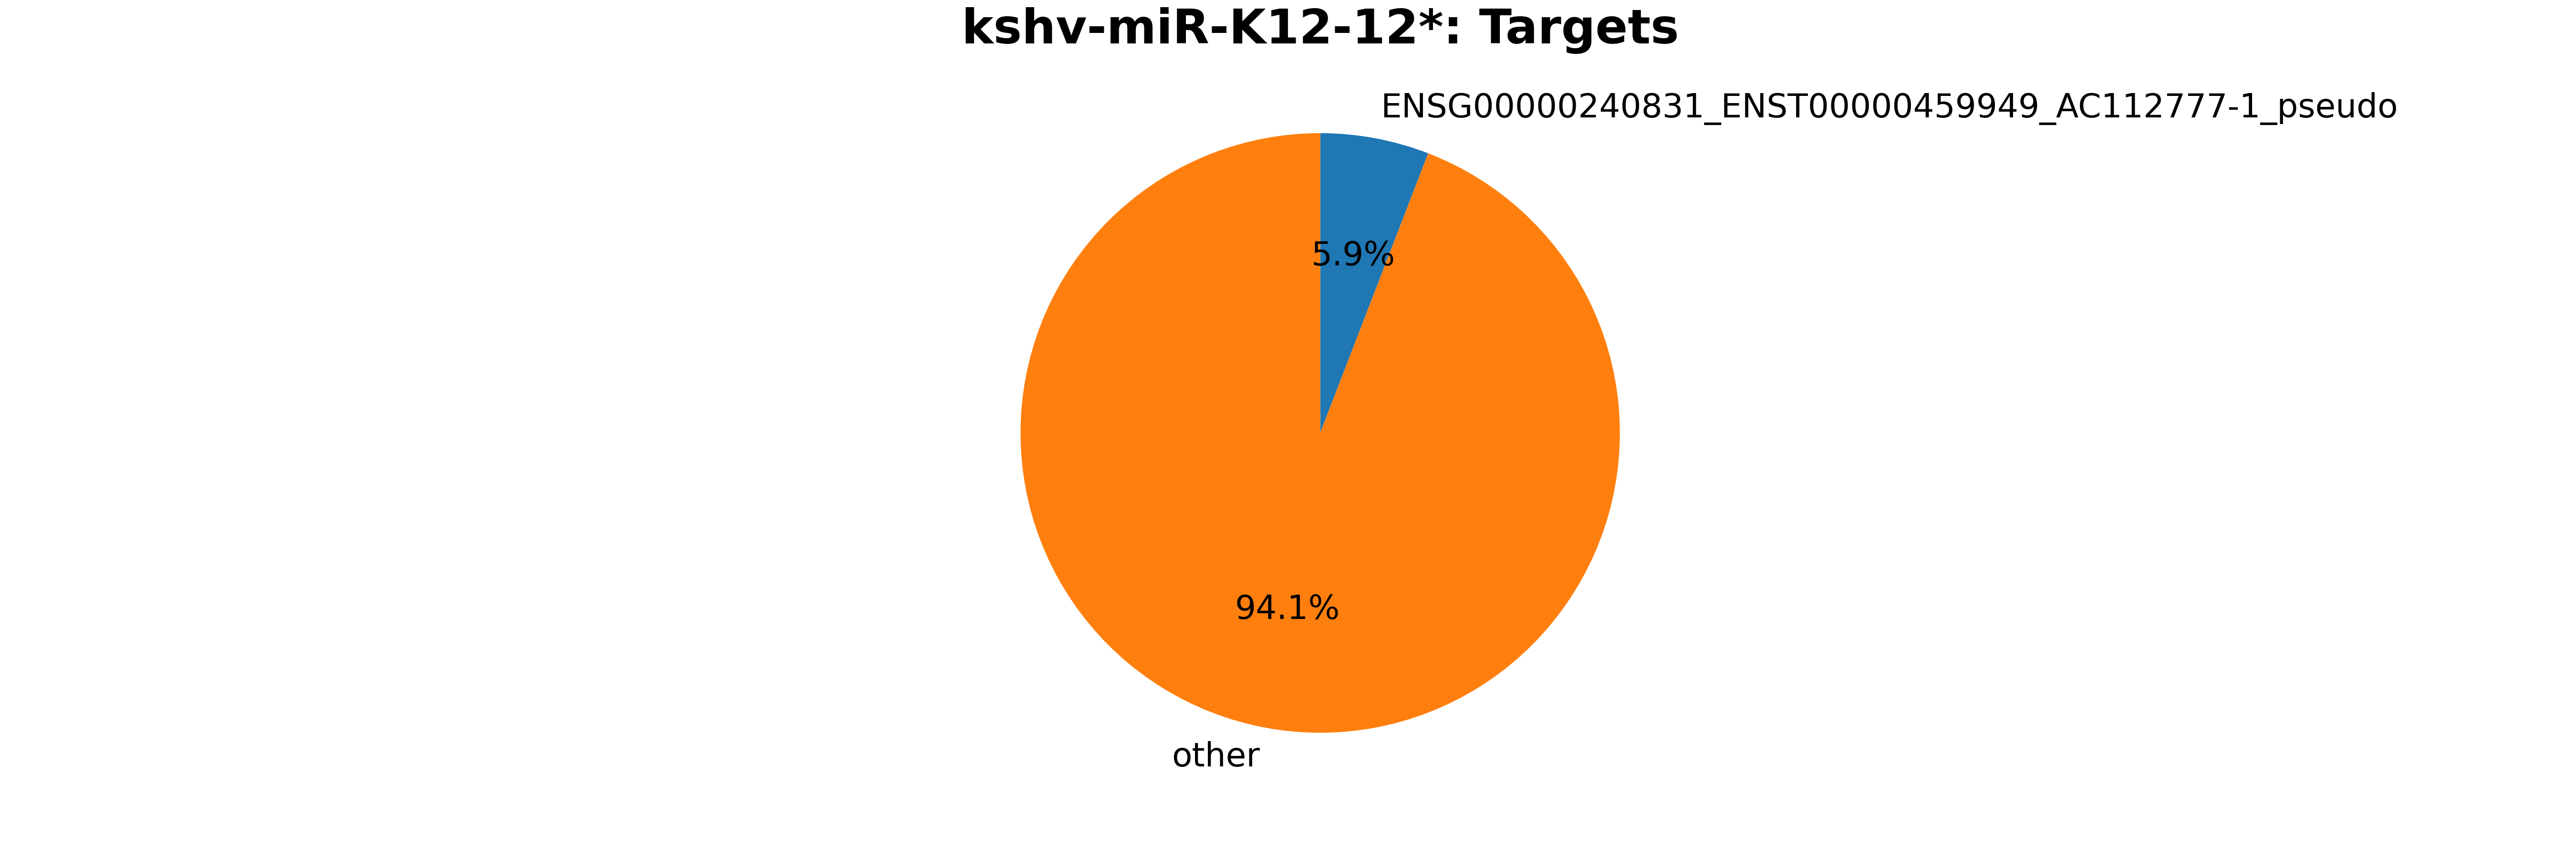 kshv-miR-K12-12*: Targets
ENSG00000240831_ENST00000459949_AC112777-1_pseudo
5.9%
94.1%
other